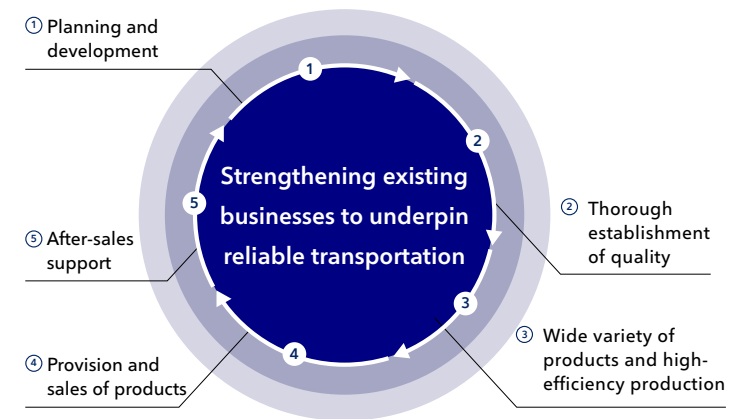 ① Planning and
development
1
2
Strengthening existing
businesses to underpin
reliable transportation
5
② Thorough
establishment
of quality
⑤ After-sales
support
3
③ Wide variety of
products and high-
efficiency production
4
④ Provision and
sales of products